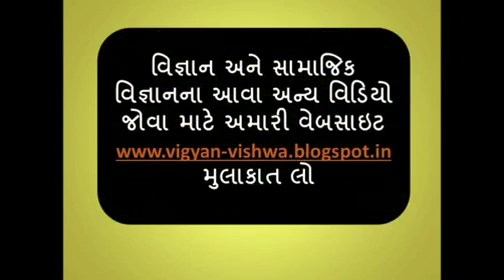 વિજ્ઞાન અને સામાજિક
વિજ્ઞાનના આવા અન્ય વિડિયો
જોવા માટે અમારી વેબસાઇટ
www.vigyan-vishwa.blogspot.in
મુલાકાત લો